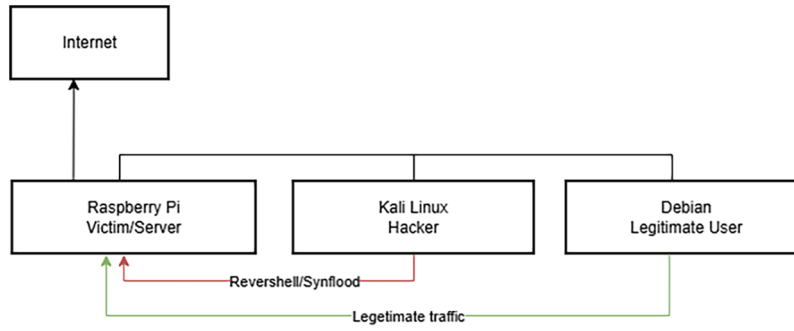 Internet
Raspberry Pi
Victim/Server
Kali Linux
Hacker
Debian
Legitimate User
Revershell/Synflood
Legetimate traffic